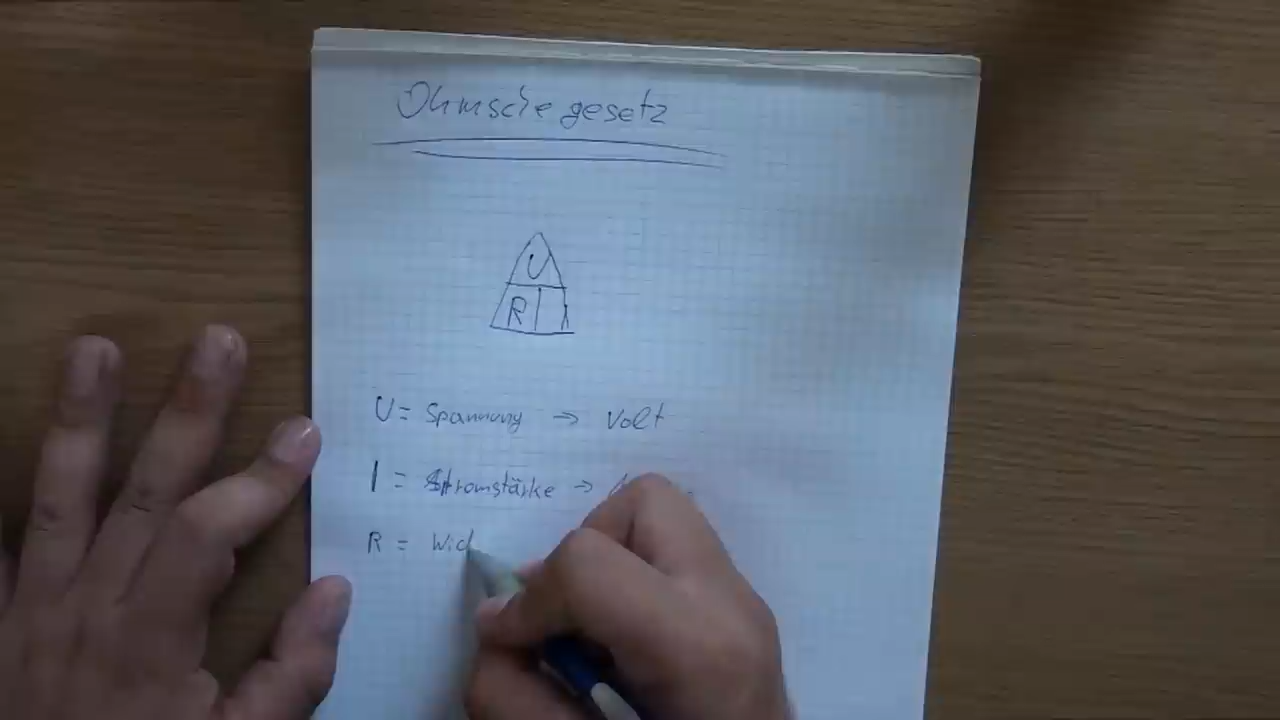 Ohmsche gesetz
U
R I
U = Spannung → Volt
I = Stromstärke →
R = Wid